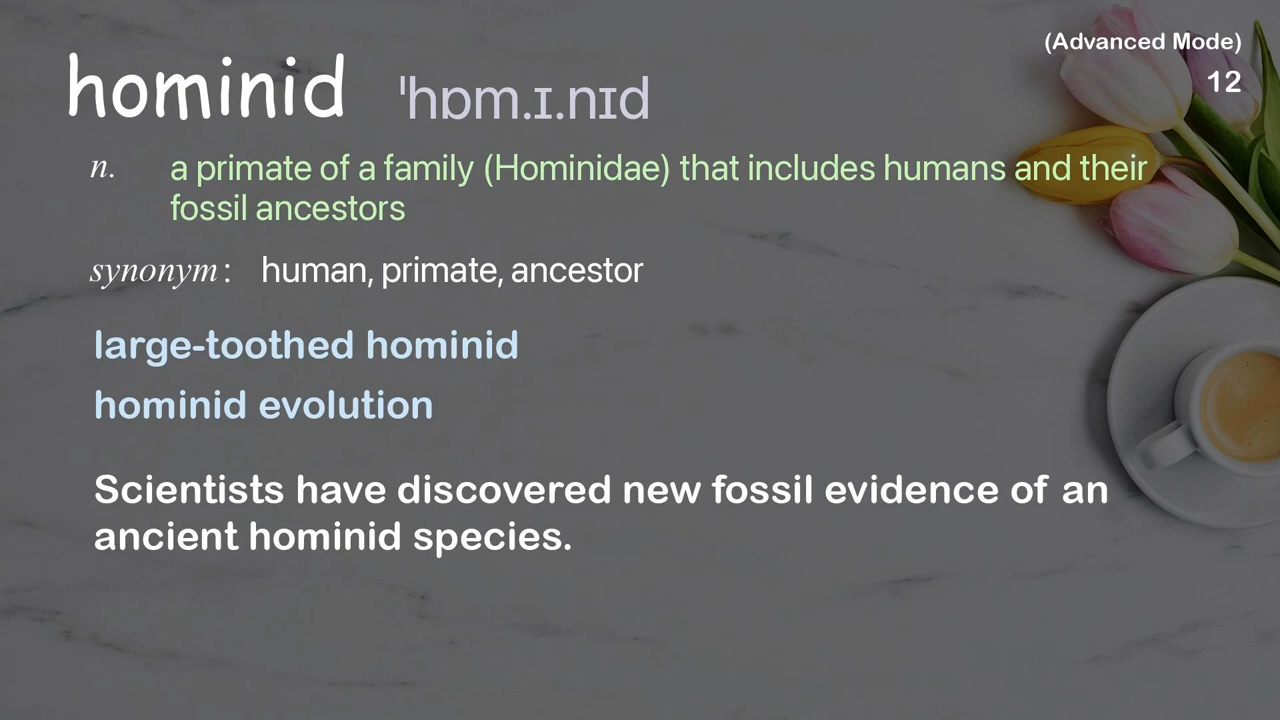 (Advanced Mode)
12
hominid ˈhɒm.ɪ.nɪd
n. a primate of a family (Hominidae) that includes humans and their
fossil ancestors
synonym: human, primate, ancestor
large-toothed hominid
hominid evolution
Scientists have discovered new fossil evidence of an
ancient hominid species.